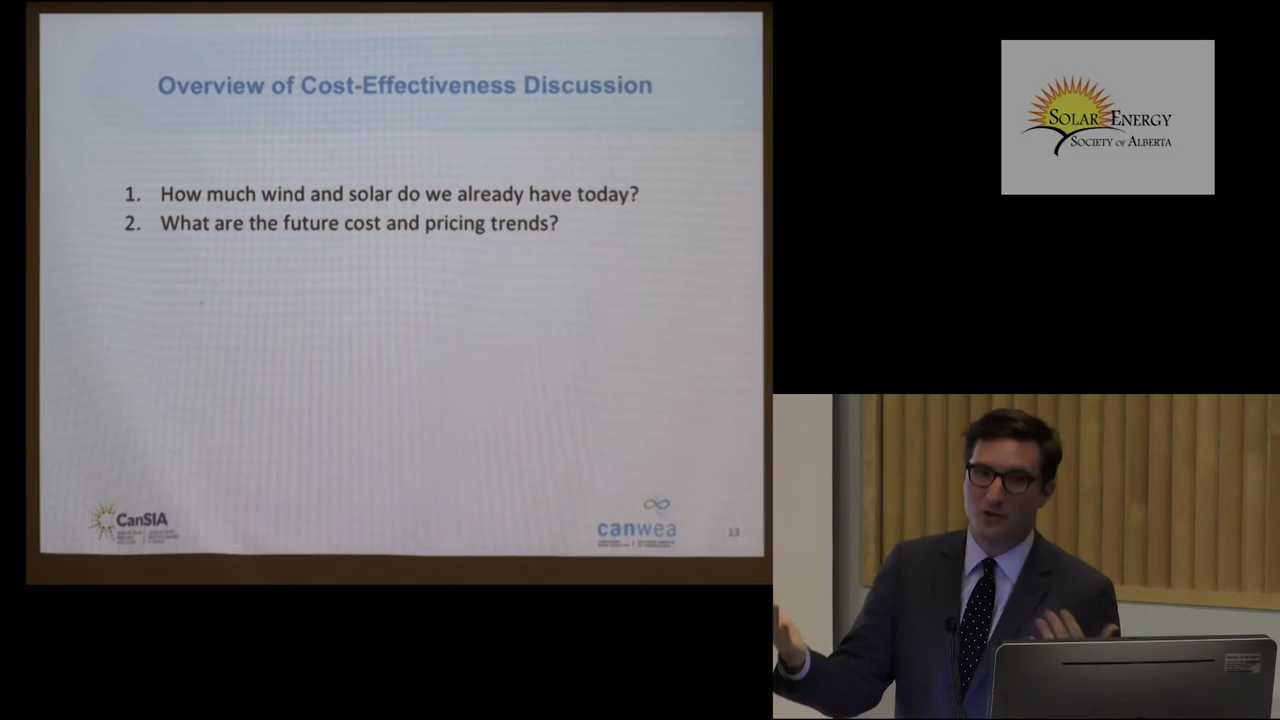 Overview of Cost-Effectiveness Discussion
1. How much wind and solar do we already have today?
2. What are the future cost and pricing trends?
CanSIA
canwea
13
SOLAR ENERGY
SOCIETY OF ALBERTA